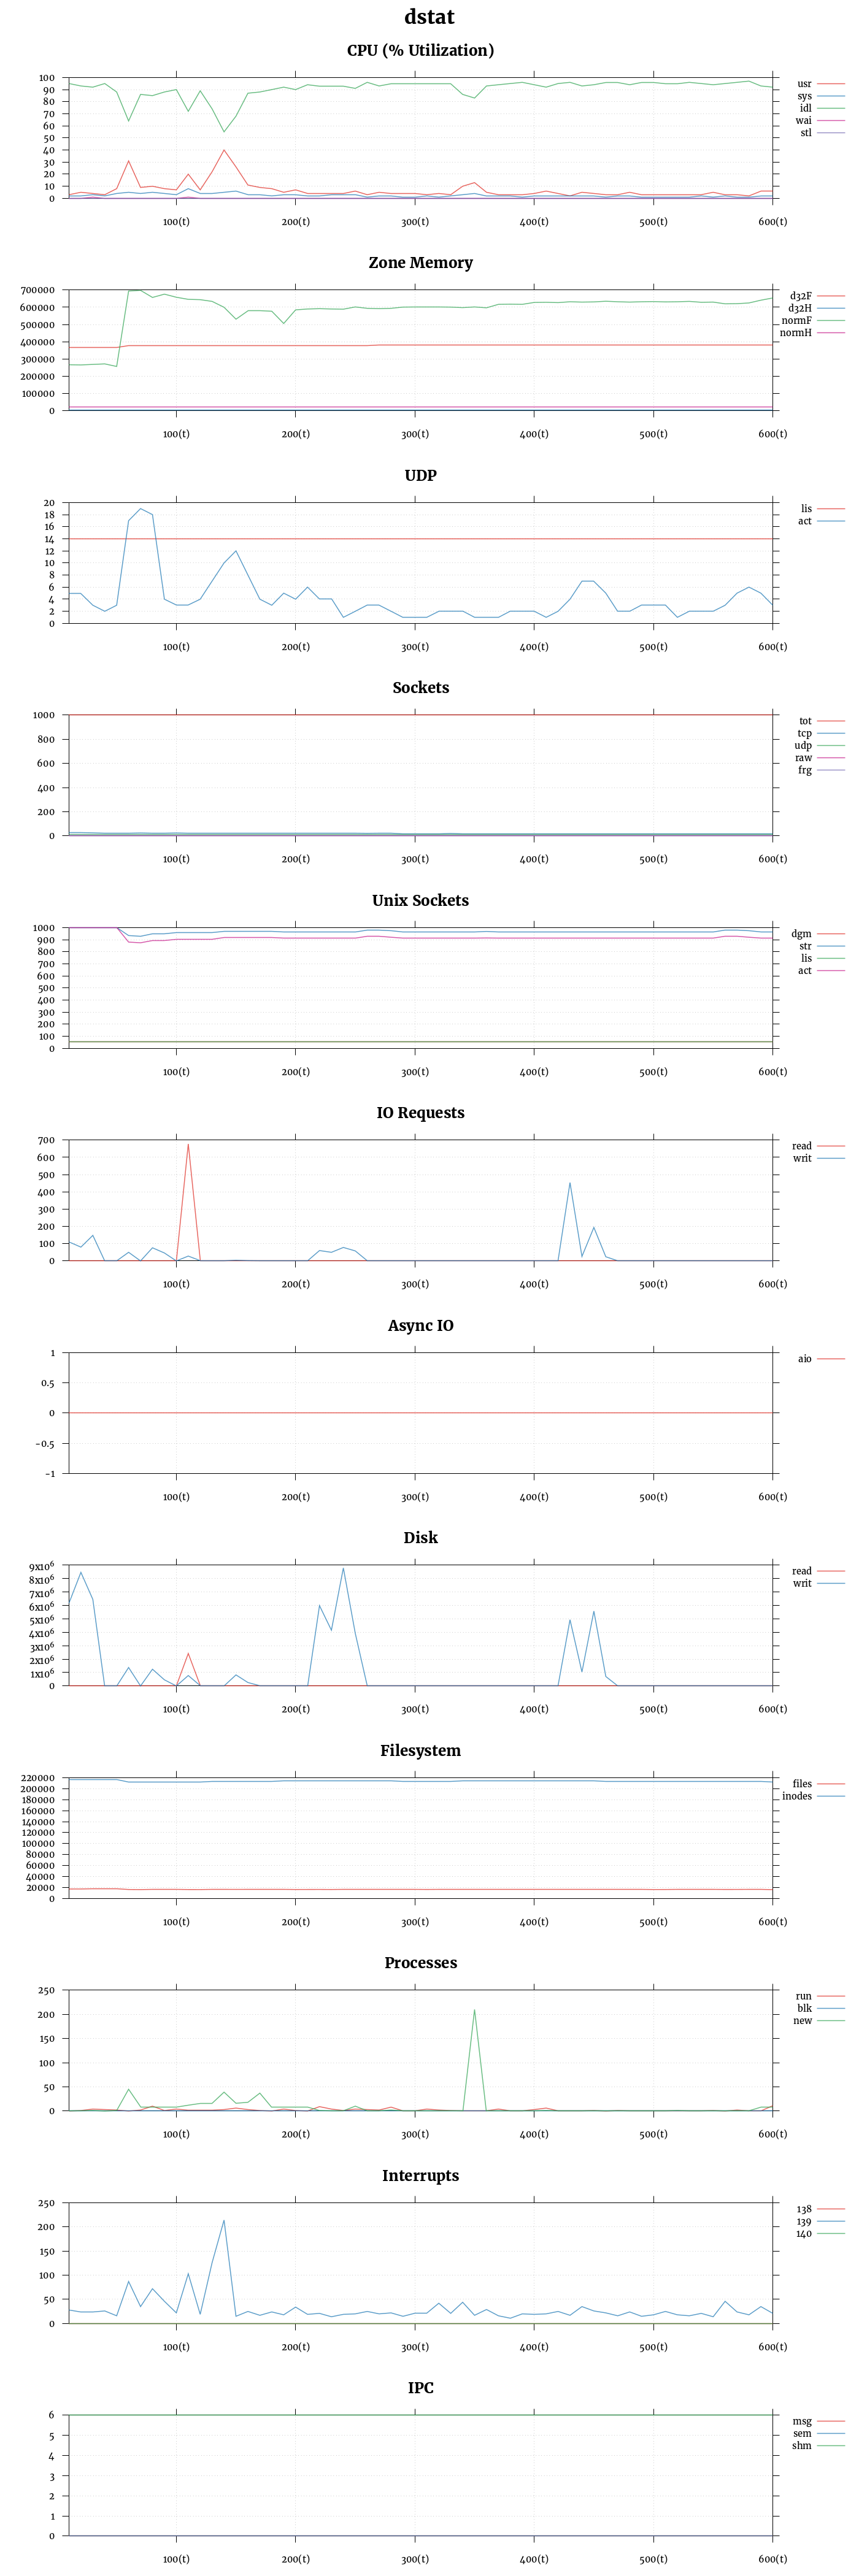 dstat
CPU (% Utilization)
100
90
80
70
60
50
40
30
20
10
0
100(t) 200(t) 300(t) 400(t) 500(t) 600(t)
usr
sys
idl
wai
stl
Zone Memory
700000
600000
500000
400000
300000
200000
100000
0
100(t) 200(t) 300(t) 400(t) 500(t) 600(t)
d32F
d32H
normF
normH
UDP
20
18
16
14
12
10
8
6
4
2
0
100(t) 200(t) 300(t) 400(t) 500(t) 600(t)
lis
act
Sockets
1000
800
600
400
200
0
100(t) 200(t) 300(t) 400(t) 500(t) 600(t)
tot
tcp
udp
raw
frg
Unix Sockets
1000
900
800
700
600
500
400
300
200
100
0
100(t) 200(t) 300(t) 400(t) 500(t) 600(t)
dgm
str
lis
act
IO Requests
700
600
500
400
300
200
100
0
100(t) 200(t) 300(t) 400(t) 500(t) 600(t)
read
writ
Async IO
1
0.5
0
-0.5
-1
100(t) 200(t) 300(t) 400(t) 500(t) 600(t)
aio
Disk
9x10⁶
8x10⁶
7x10⁶
6x10⁶
5x10⁶
4x10⁶
3x10⁶
2x10⁶
1x10⁶
0
100(t) 200(t) 300(t) 400(t) 500(t) 600(t)
read
writ
Filesystem
220000
200000
180000
160000
140000
120000
100000
80000
60000
40000
20000
0
100(t) 200(t) 300(t) 400(t) 500(t) 600(t)
files
inodes
Processes
250
200
150
100
50
0
100(t) 200(t) 300(t) 400(t) 500(t) 600(t)
run
blk
new
Interrupts
250
200
150
100
50
0
100(t) 200(t) 300(t) 400(t) 500(t) 600(t)
138
139
140
IPC
6
5
4
3
2
1
0
100(t) 200(t) 300(t) 400(t) 500(t) 600(t)
msg
sem
shm